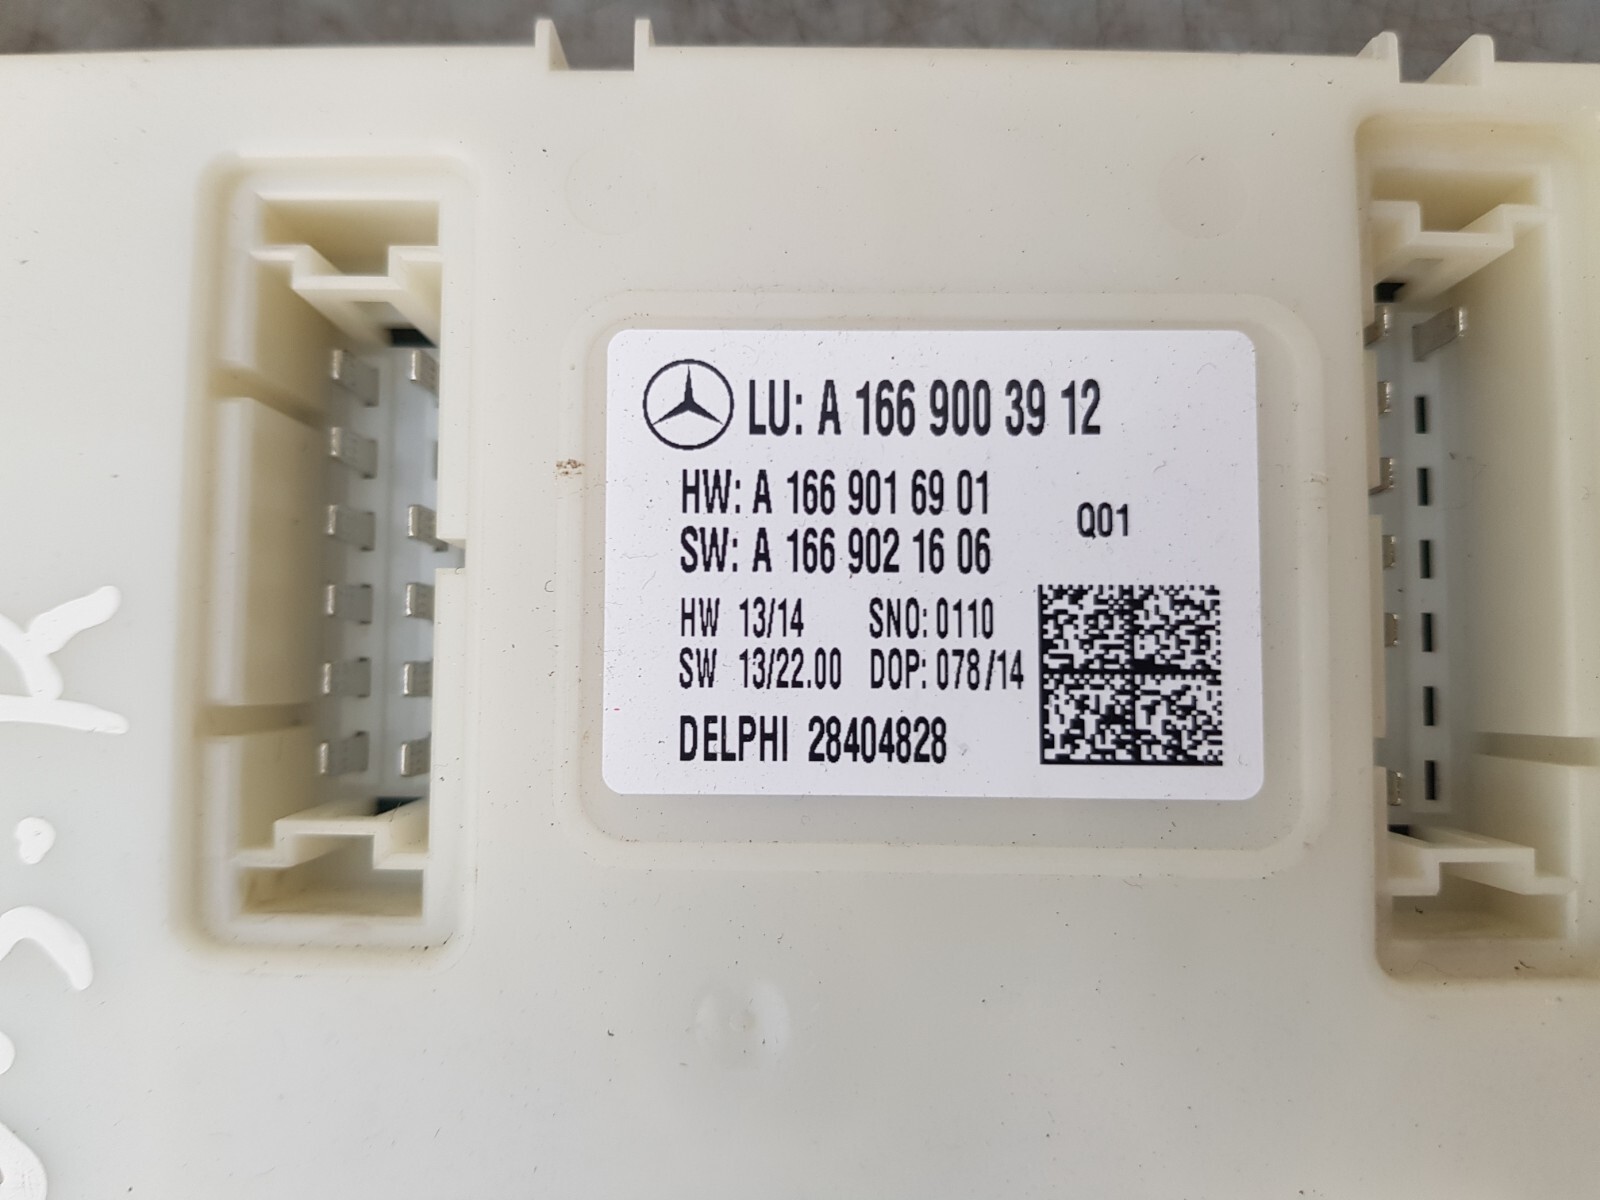 LU: A 166 900 39 12
HW: A 166 901 69 01
SW: A 166 902 16 06
Q01
HW 13/14 SNO: 0110
SW 13/22.00 DOP: 078/14
DELPHI 28404828